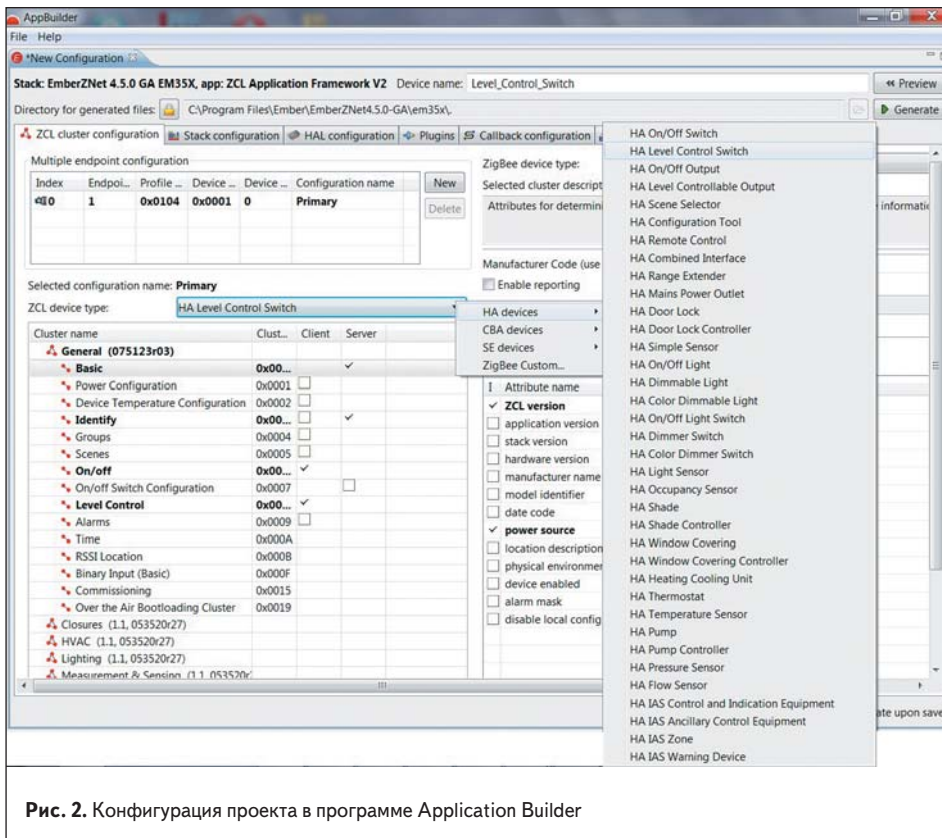 AppBuilder
File Help
*New Configuration
Stack: EmberZNet 4.5.0 GA EM35X, app: ZCL Application Framework V2 Device name: Level_Control_Switch
Preview
Directory for generated files: C:\Program Files\Ember\EmberZNet4.5.0-GA\em35x\.
Generate
ZCL cluster configuration Stack configuration HAL configuration Plugins Callback configuration
Multiple endpoint configuration
Index Endpoi... Profile ... Device ... Device ... Configuration name
0 1 0x0104 0x0001 0 Primary
New
Delete
Selected configuration name: Primary
ZCL device type: HA Level Control Switch
Cluster name Clust... Client Server
General (075123r03)
Basic 0x00...
Power Configuration 0x0001
Device Temperature Configuration 0x0002
Identify 0x00...
Groups 0x0004
Scenes 0x0005
On/off 0x00...
On/off Switch Configuration 0x0007
Level Control 0x00...
Alarms 0x0009
Time 0x000A
RSSI Location 0x000B
Binary Input (Basic) 0x000F
Commissioning 0x0015
Over the Air Bootloading Cluster 0x0019
Closures (1.1, 053520r27)
HVAC (1.1, 053520r27)
Lighting (1.1, 053520r27)
Measurement & Sensing (1.1, 053520r
ZigBee device type:
Selected cluster descript
Attributes for determini
informatio
Manufacturer Code (use
Enable reporting
HA devices
CBA devices
SE devices
ZigBee Custom...
I Attribute name
ZCL version
application version
stack version
hardware version
manufacturer name
model identifier
date code
power source
location description
physical environmer
device enabled
alarm mask
disable local config
HA On/Off Switch
HA Level Control Switch
HA On/Off Output
HA Level Controllable Output
HA Scene Selector
HA Configuration Tool
HA Remote Control
HA Combined Interface
HA Range Extender
HA Mains Power Outlet
HA Door Lock
HA Door Lock Controller
HA Simple Sensor
HA On/Off Light
HA Dimmable Light
HA Color Dimmable Light
HA On/Off Light Switch
HA Dimmer Switch
HA Color Dimmer Switch
HA Light Sensor
HA Occupancy Sensor
HA Shade
HA Shade Controller
HA Window Covering
HA Window Covering Controller
HA Heating Cooling Unit
HA Thermostat
HA Temperature Sensor
HA Pump
HA Pump Controller
HA Pressure Sensor
HA Flow Sensor
HA IAS Control and Indication Equipment
HA IAS Ancillary Control Equipment
HA IAS Zone
HA IAS Warning Device
ate upon save
Рис. 2. Конфигурация проекта в программе Application Builder